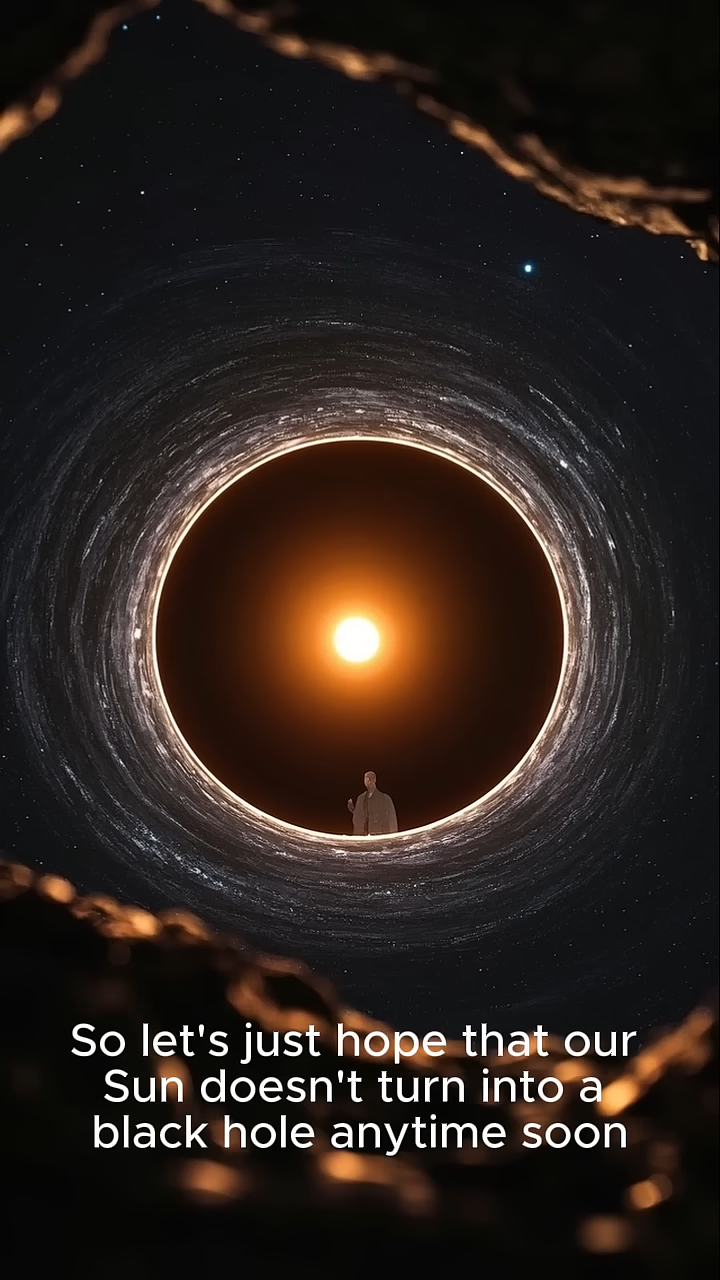 So let's just hope that our
Sun doesn't turn into a
black hole anytime soon